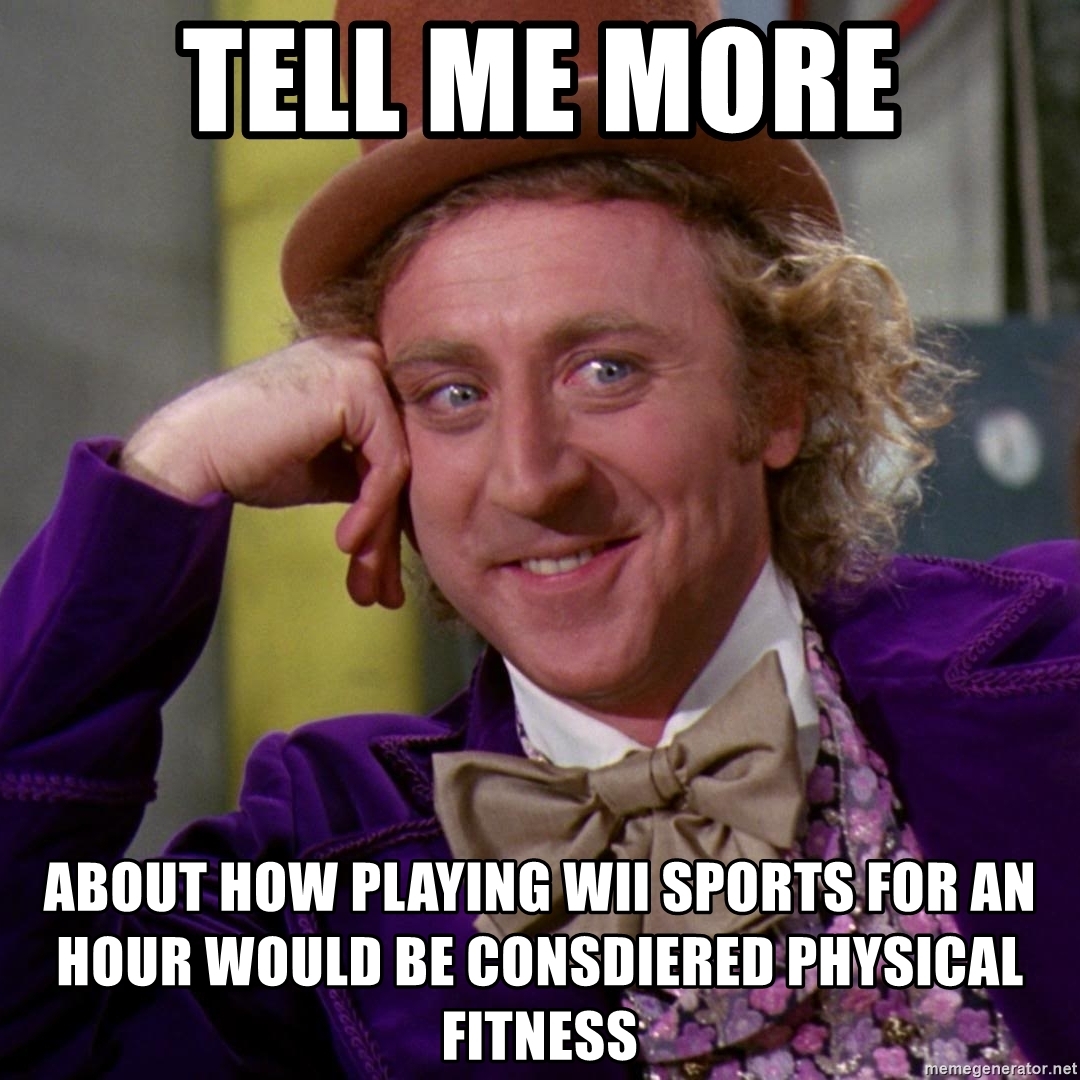 TELL ME MORE
ABOUT HOW PLAYING WII SPORTS FOR AN
HOUR WOULD BE CONSDIERED PHYSICAL
FITNESS
memegenerator.net